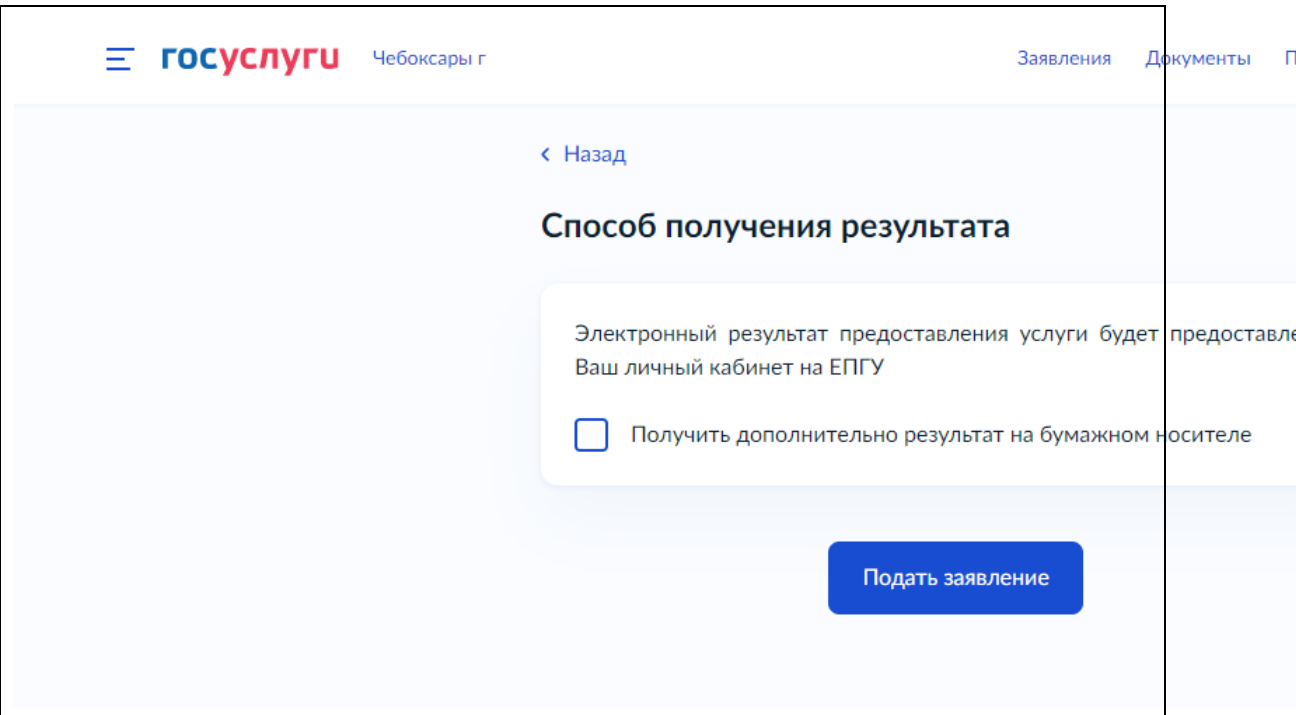 госуслуги Чебоксары г Заявления Документы П
Назад
Способ получения результата
Электронный результат предоставления услуги будет предоставле
Ваш личный кабинет на ЕПГУ
Получить дополнительно результат на бумажном носителе
Подать заявление